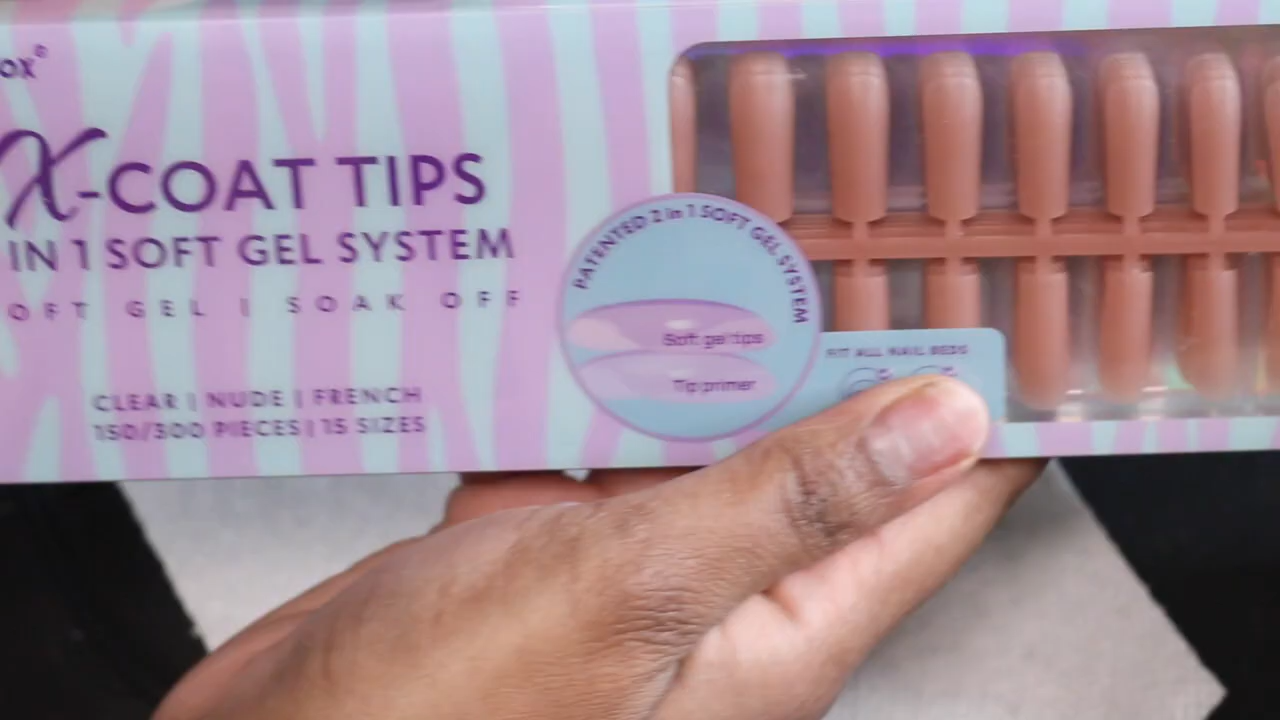 ox®
X-COAT TIPS
IN 1 SOFT GEL SYSTEM
OFT GEL | SOAK OFF
CLEAR | NUDE | FRENCH
150/300 PIECES | 15 SIZES
PATENTED 2 in 1 SOFT GEL SYSTEM
Soft gel tips
Tip primer
FIT ALL NAIL BEDS